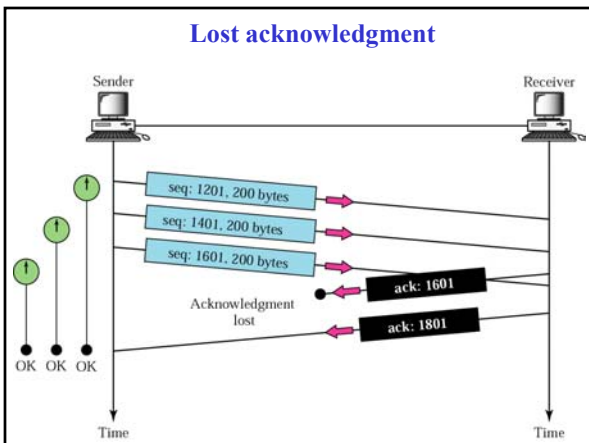 Lost acknowledgment
Sender
Receiver
seq: 1201, 200 bytes
seq: 1401, 200 bytes
seq: 1601, 200 bytes
ack: 1601
Acknowledgment
lost
ack: 1801
OK OK OK
Time
Time